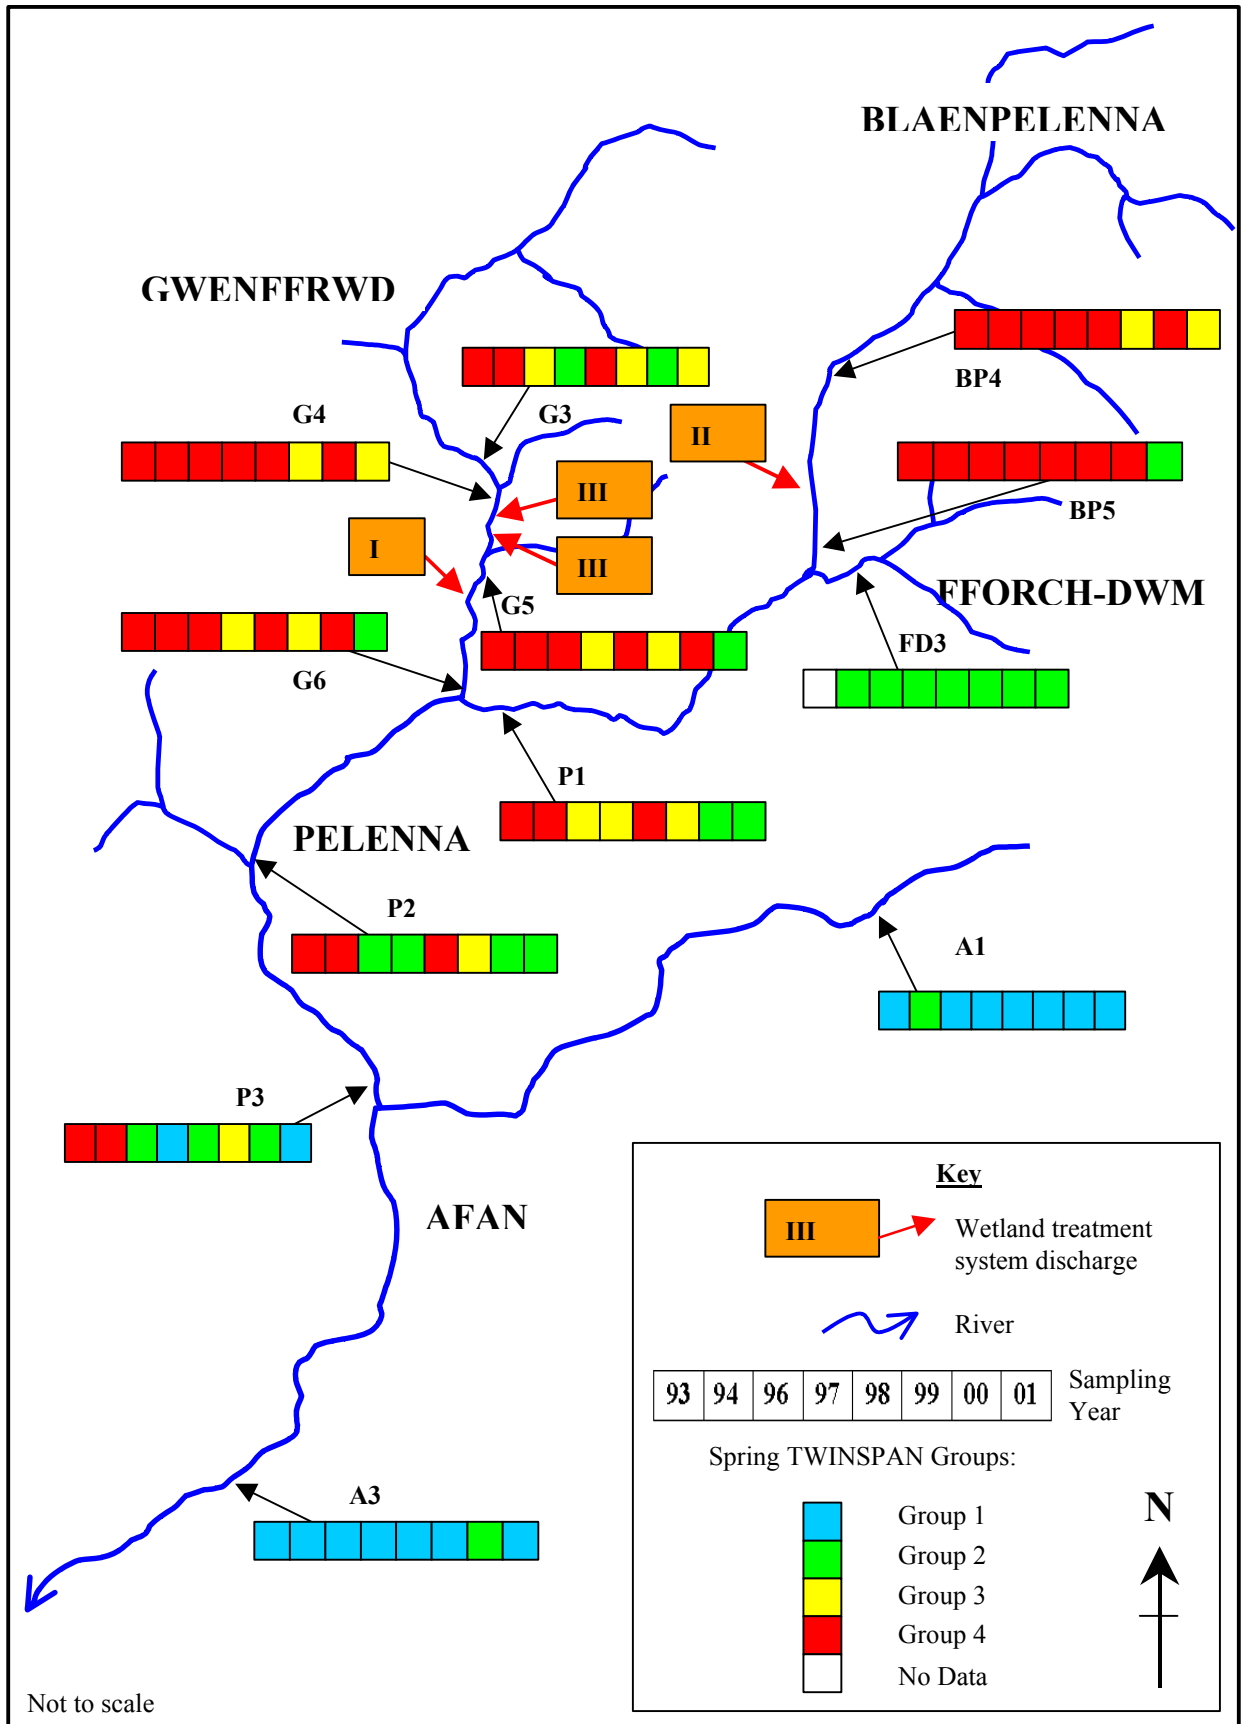 BLAENPELENNA
GWENFFRWD
BP4
G3
G4
II
III
BP5
I
III
G5
FFORCH-DWM
FD3
G6
P1
PELENNA
P2
A1
P3
AFAN
Key
III
Wetland treatment
system discharge
River
93 94 96 97 98 99 00 01
Sampling
Year
Spring TWINSPAN Groups:
A3
N
Group 1
Group 2
Group 3
Group 4
No Data
Not to scale